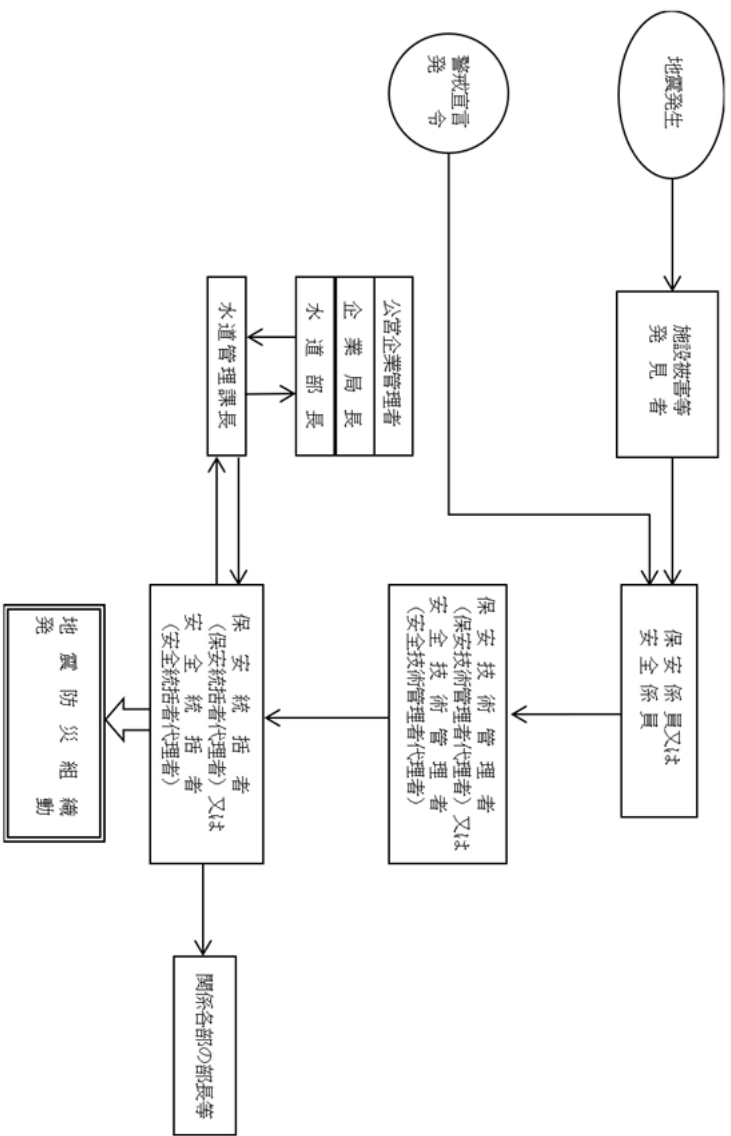 地震発生
警戒宣言
発令
施設被害等
発見者
公営企業管理者
企業局長
水道部長
水道管理課長
保安係員又は
安全係員
保安技術管理者
（保安技術管理者代理者）又は
安全技術管理者
（安全技術管理者代理者）
保安統括者
（保安統括者代理者）又は
安全統括者
（安全統括者代理者）
地震防災組織
発動
関係各部の部長等